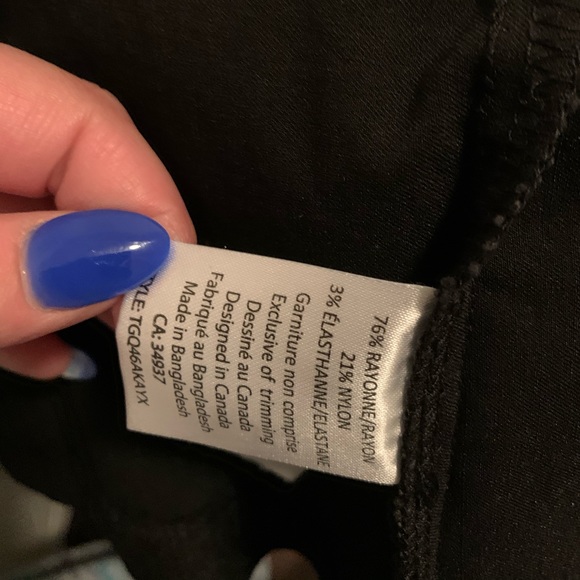 76% RAYONNE/RAYON
21% NYLON
3% ÉLASTHANNE/ELASTANE
Garniture non comprise
Exclusive of trimming
Dessiné au Canada
Designed in Canada
Fabriqué au Bangladesh
Made in Bangladesh
CA: 34937
TGQ46AKAYX